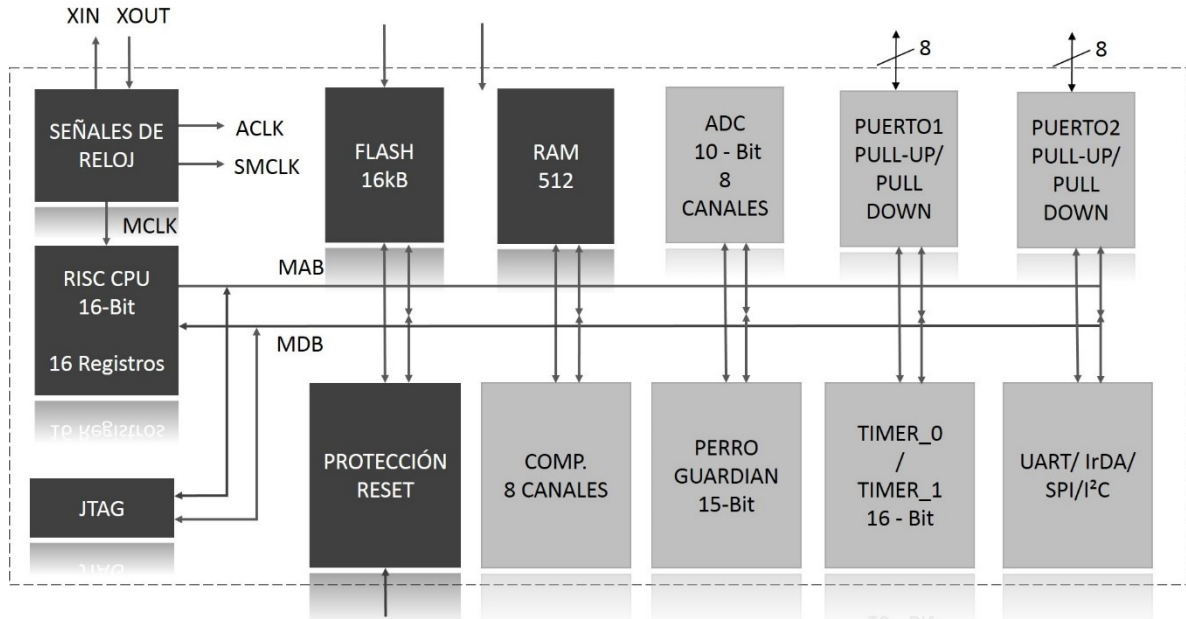 XIN XOUT
8
8
SEÑALES DE
RELOJ
ACLK
SMCLK
MCLK
FLASH
16kB
RAM
512
ADC
10 - Bit
8
CANALES
PUERTO1
PULL-UP/
PULL
DOWN
PUERTO2
PULL-UP/
PULL
DOWN
RISC CPU
16-Bit
16 Registros
MAB
MDB
JTAG
PROTECCIÓN
RESET
COMP.
8 CANALES
PERRO
GUARDIAN
15-Bit
TIMER_0
/
TIMER_1
16 - Bit
UART/ IrDA/
SPI/I²C